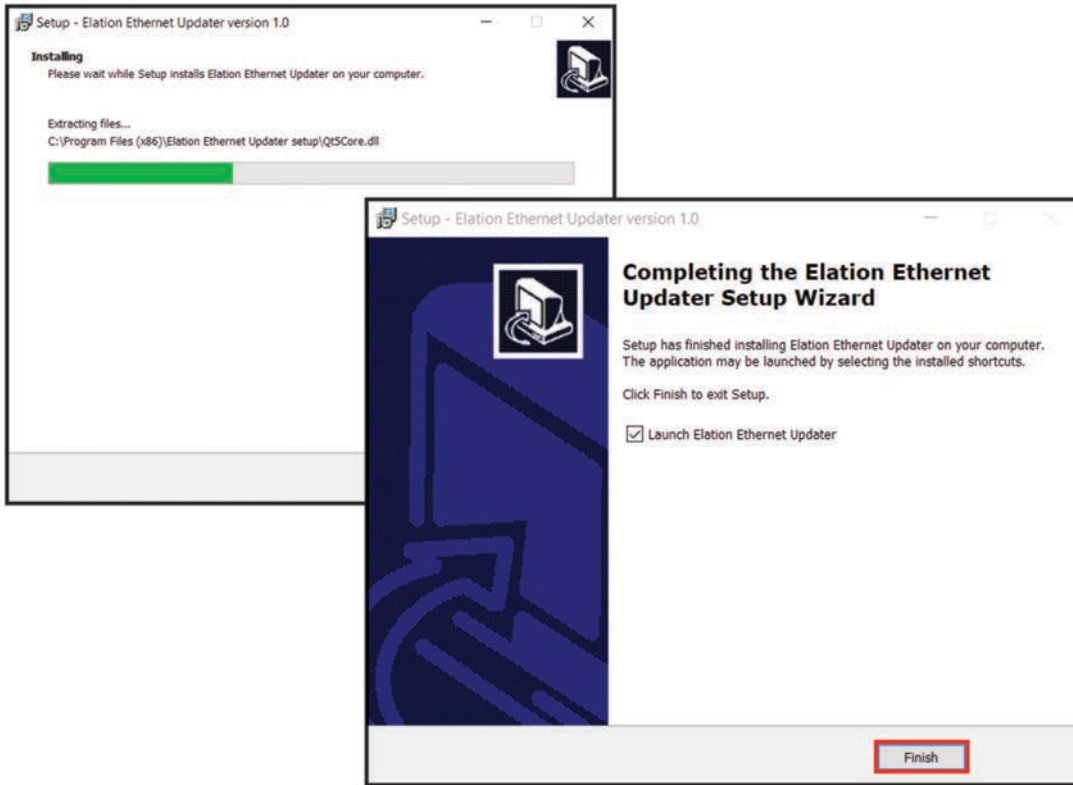 Setup - Elation Ethernet Updater version 1.0
Installing
Please wait while Setup installs Elation Ethernet Updater on your computer.
Extracting files...
C:\Program Files (x86)\Elation Ethernet Updater setup\Qt5Core.dll
Setup - Elation Ethernet Updater version 1.0
Completing the Elation Ethernet
Updater Setup Wizard
Setup has finished installing Elation Ethernet Updater on your computer.
The application may be launched by selecting the installed shortcuts.
Click Finish to exit Setup.
Launch Elation Ethernet Updater
Finish